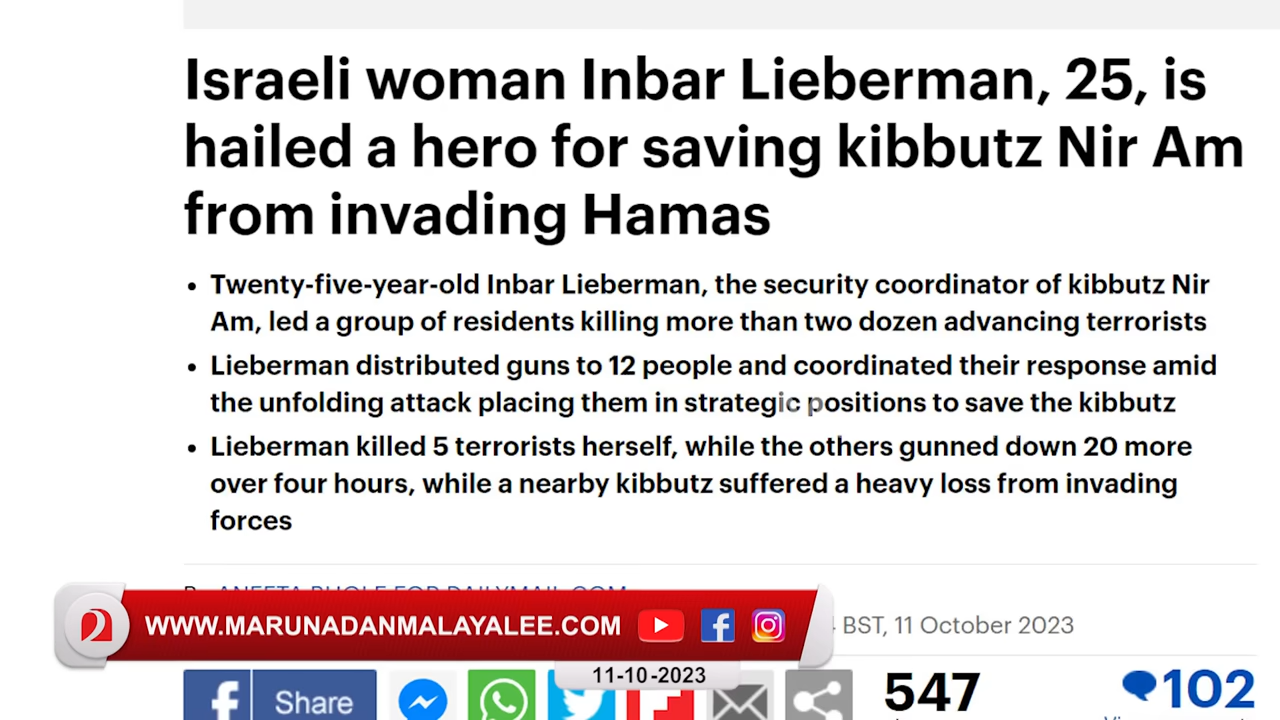 Israeli woman Inbar Lieberman, 25, is
hailed a hero for saving kibbutz Nir Am
from invading Hamas
• Twenty-five-year-old Inbar Lieberman, the security coordinator of kibbutz Nir
Am, led a group of residents killing more than two dozen advancing terrorists
• Lieberman distributed guns to 12 people and coordinated their response amid
the unfolding attack placing them in strategic positions to save the kibbutz
• Lieberman killed 5 terrorists herself, while the others gunned down 20 more
over four hours, while a nearby kibbutz suffered a heavy loss from invading
forces
WWW.MARUNADANMALAYALEE.COM
BST, 11 October 2023
11-10-2023
Share
547
102